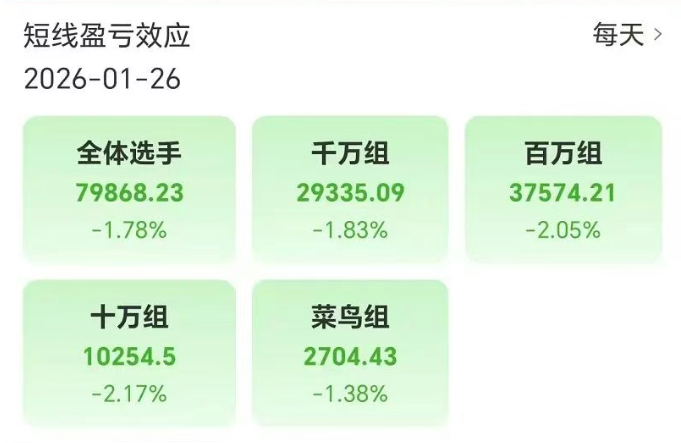 短线盈亏效应 每天 >
2026-01-26
全体选手 千万组 百万组
79868.23 29335.09 37574.21
-1.78% -1.83% -2.05%
十万组 菜鸟组
10254.5 2704.43
-2.17% -1.38%